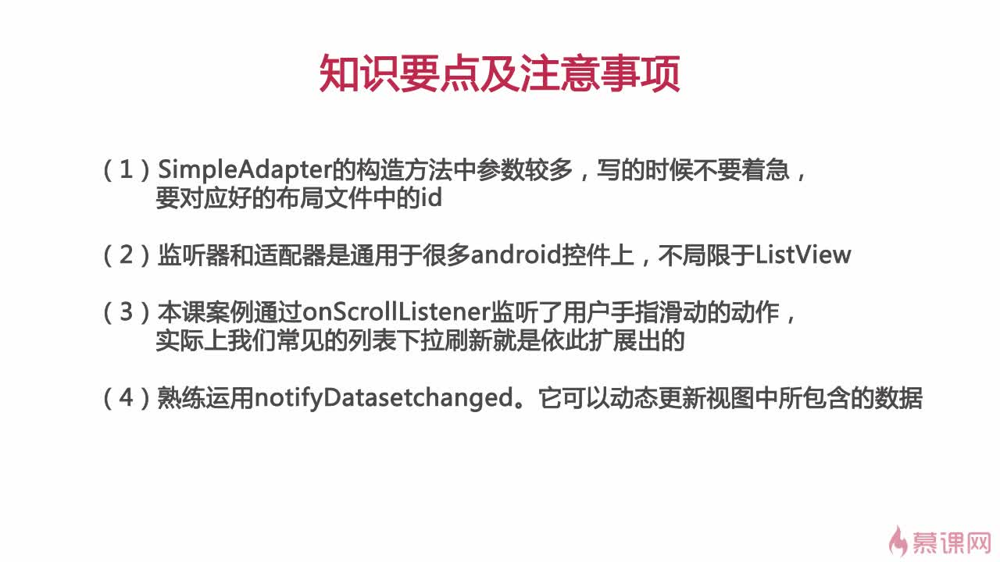 知识要点及注意事项
（1）SimpleAdapter的构造方法中参数较多，写的时候不要着急，
要对应好的布局文件中的id
（2）监听器和适配器是通用于很多android控件上，不局限于ListView
（3）本课案例通过onScrollListener监听了用户手指滑动的动作，
实际上我们常见的列表下拉刷新就是依此扩展出的
（4）熟练运用notifyDatasetchanged。它可以动态更新视图中所包含的数据
慕课网